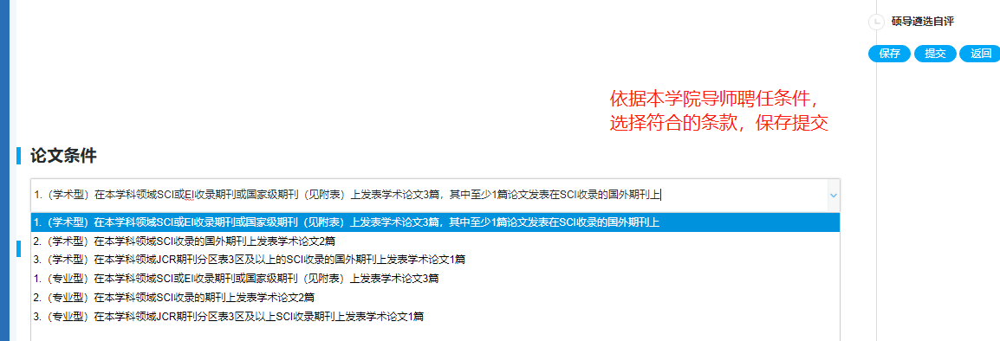 硕导遴选自评
保存 提交 返回
依据本学院导师聘任条件，
选择符合的条款，保存提交
论文条件
1.（学术型）在本学科领域SCI或EI收录期刊或国家级期刊（见附表）上发表学术论文3篇，其中至少1篇论文发表在SCI收录的国外期刊上
1.（学术型）在本学科领域SCI或EI收录期刊或国家级期刊（见附表）上发表学术论文3篇，其中至少1篇论文发表在SCI收录的国外期刊上
2.（学术型）在本学科领域SCI收录的国外期刊上发表学术论文2篇
3.（学术型）在本学科领域JCR期刊分区表3区及以上的SCI收录的国外期刊上发表学术论文1篇
1.（专业型）在本学科领域SCI或EI收录期刊或国家级期刊（见附表）上发表学术论文3篇
2.（专业型）在本学科领域SCI收录的期刊上发表学术论文2篇
3.（专业型）在本学科领域JCR期刊分区表3区及以上SCI收录期刊上发表学术论文1篇